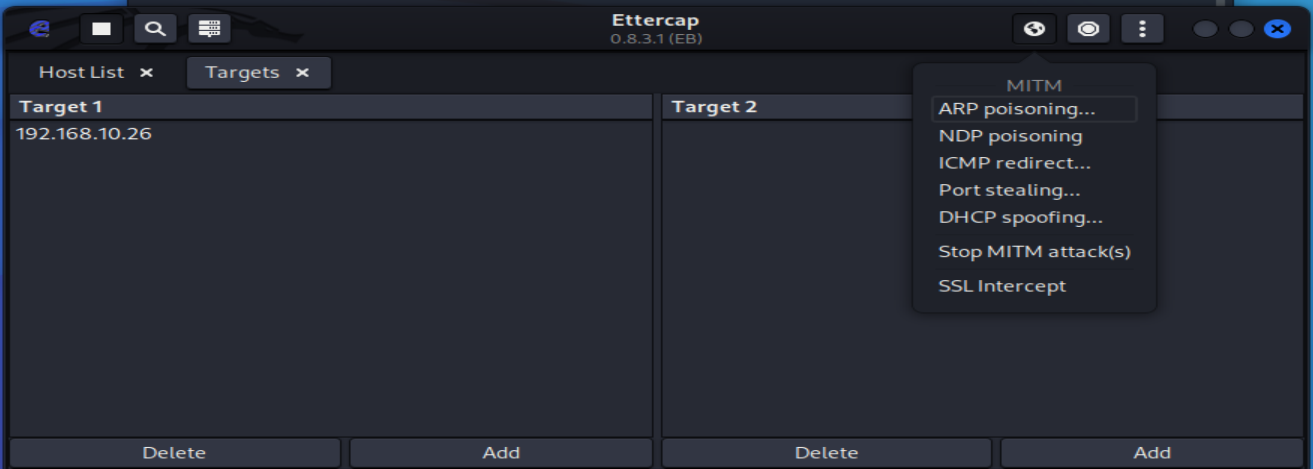 Ettercap
0.8.3.1 (EB)
Host List ×
Targets ×
Target 1
Target 2
192.168.10.26
MITM
ARP poisoning...
NDP poisoning
ICMP redirect...
Port stealing...
DHCP spoofing...
Stop MITM attack(s)
SSL Intercept
Delete
Add
Delete
Add